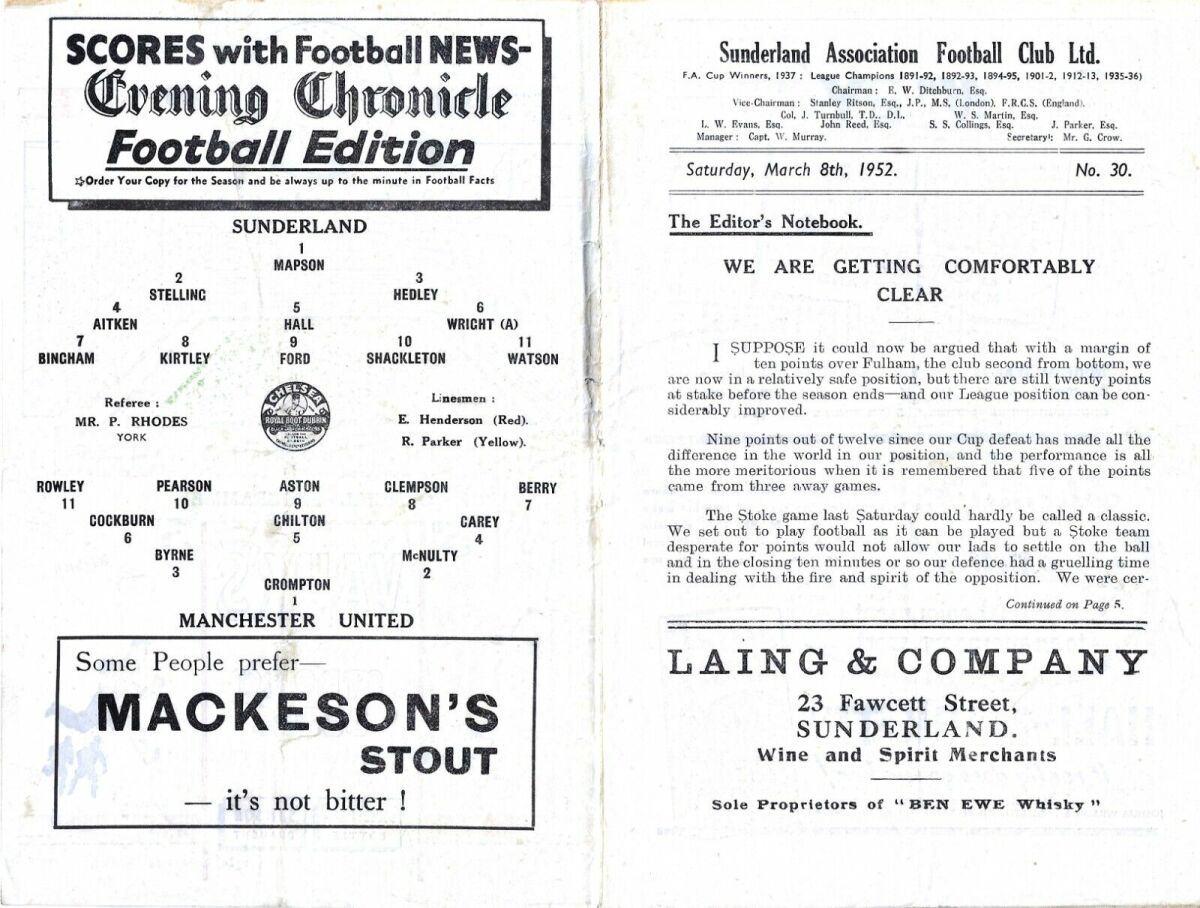 SCORES with Football NEWS-
Evening Chronicle
Football Edition
☆Order Your Copy for the Season and be always up to the minute in Football Facts
SUNDERLAND
1
MAPSON
2 3
STELLING HEDLEY
4 5 6
AITKEN HALL WRIGHT (A)
7 8 9 10 11
BINGHAM KIRTLEY FORD SHACKLETON WATSON
Referee :
MR. P. RHODES
YORK
CHELSEA
ROYAL BOOT DUBBIN
Linesmen :
E. Henderson (Red).
R. Parker (Yellow).
ROWLEY PEARSON ASTON CLEMPSON BERRY
11 10 9 8 7
COCKBURN CHILTON CAREY
6 5 4
BYRNE McNULTY
3 2
CROMPTON
1
MANCHESTER UNITED
Some People prefer—
MACKESON'S
STOUT
— it's not bitter !
Sunderland Association Football Club Ltd.
F.A. Cup Winners, 1937 : League Champions 1891-92, 1892-93, 1894-95, 1901-2, 1912-13, 1935-36)
Chairman : E. W. Ditchburn, Esq.
Vice-Chairman : Stanley Ritson, Esq., J.P., M.S. (London), F.R.C.S. (England).
Col. J. Turnbull, T.D., D.L. W. S. Martin, Esq.
L. W. Evans, Esq. John Reed, Esq. S. S. Collings, Esq. J. Parker, Esq.
Manager : Capt. W. Murray. Secretary: Mr. G. Crow.
Saturday, March 8th, 1952. No. 30.
The Editor's Notebook.
WE ARE GETTING COMFORTABLY
CLEAR
I SUPPOSE it could now be argued that with a margin of
ten points over Fulham, the club second from bottom, we
are now in a relatively safe position, but there are still twenty points
at stake before the season ends—and our League position can be con-
siderably improved.
Nine points out of twelve since our Cup defeat has made all the
difference in the world in our position, and the performance is all
the more meritorious when it is remembered that five of the points
came from three away games.
The Stoke game last Saturday could hardly be called a classic.
We set out to play football as it can be played but a Stoke team
desperate for points would not allow our lads to settle on the ball
and in the closing ten minutes or so our defence had a gruelling time
in dealing with the fire and spirit of the opposition. We were cer-
Continued on Page 5.
LAING & COMPANY
23 Fawcett Street,
SUNDERLAND.
Wine and Spirit Merchants
Sole Proprietors of "BEN EWE Whisky"